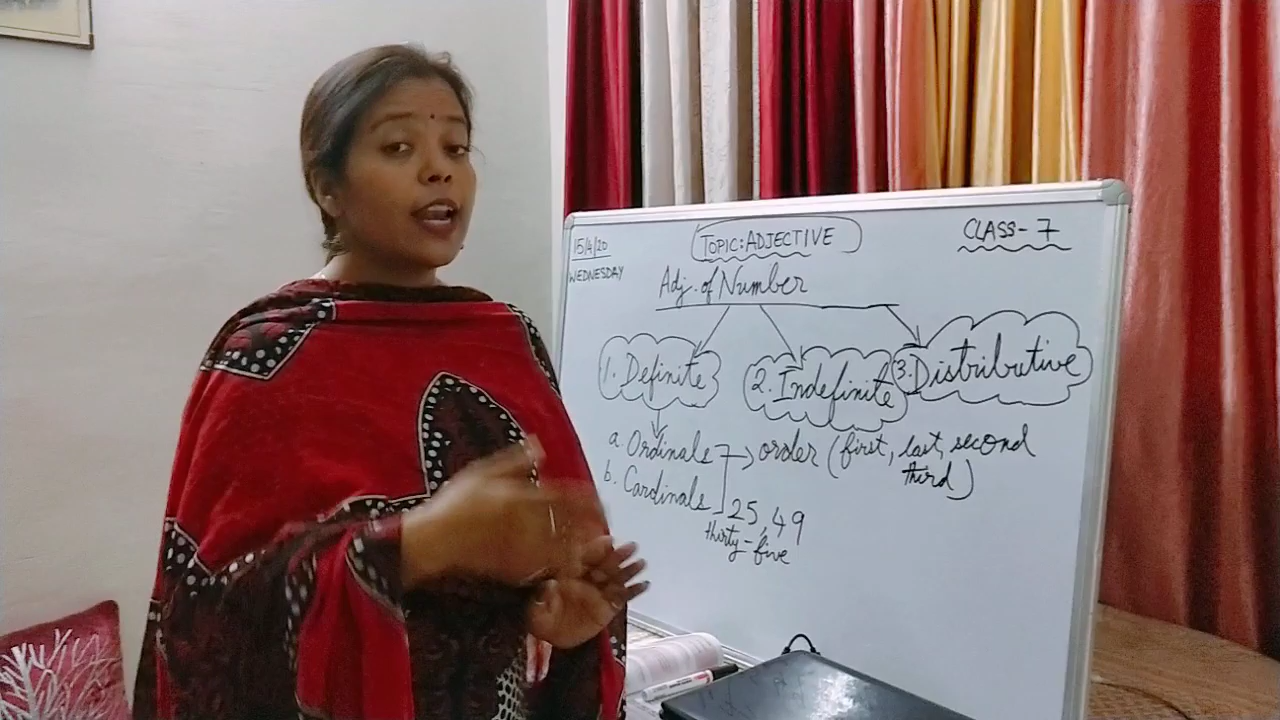 15/4/20
WEDNESDAY
TOPIC: ADJECTIVE
CLASS - 7
Adj. of Number
1. Definite
2. Indefinite
3. Distributive
a. Ordinals → order (first, last, second
third)
b. Cardinals 25, 49
thirty-five